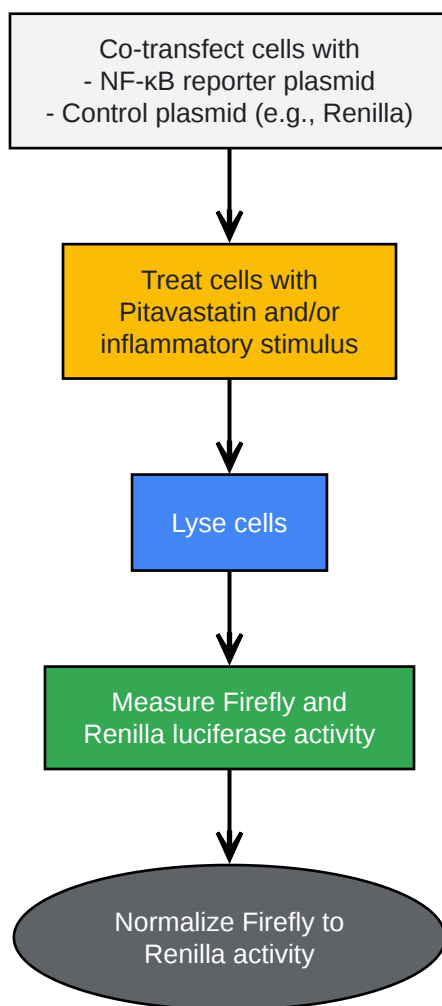 Co-transfect cells with
- NF-κB reporter plasmid
- Control plasmid (e.g., Renilla)
Treat cells with
Pitavastatin and/or
inflammatory stimulus
Lyse cells
Measure Firefly and
Renilla luciferase activity
Normalize Firefly to
Renilla activity